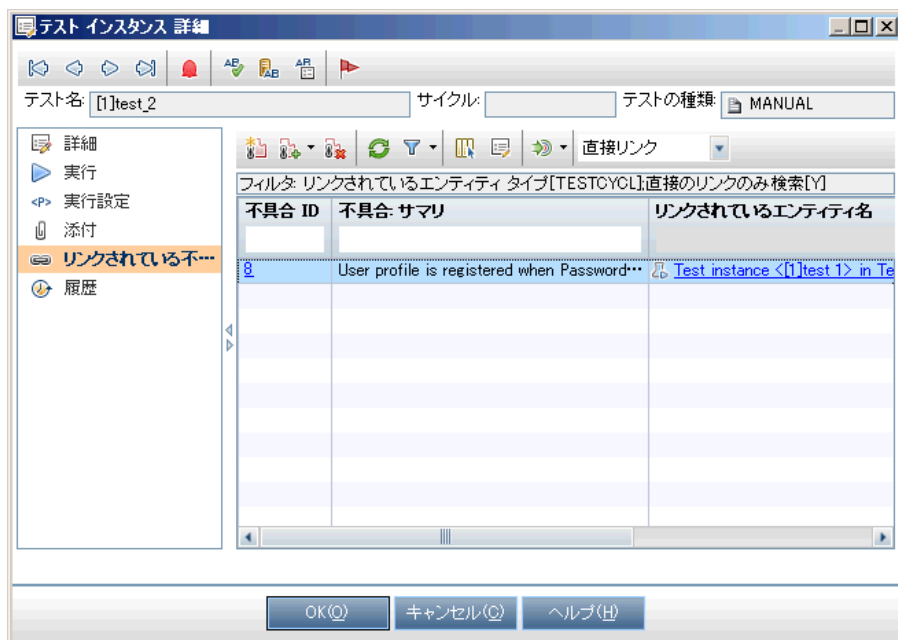 テスト インスタンス 詳細
テスト名: [1]test_2 サイクル: テストの種類: MANUAL
詳細
実行
実行設定
添付
リンクされている不…
履歴
直接リンク
フィルタ: リンクされているエンティティ タイプ[TESTCYCL];直接のリンクのみ検索[Y]
不具合 ID 不具合: サマリ リンクされているエンティティ名
8 User profile is registered when Password… Test instance <[1]test 1> in Te
OK(O) キャンセル(C) ヘルプ(H)